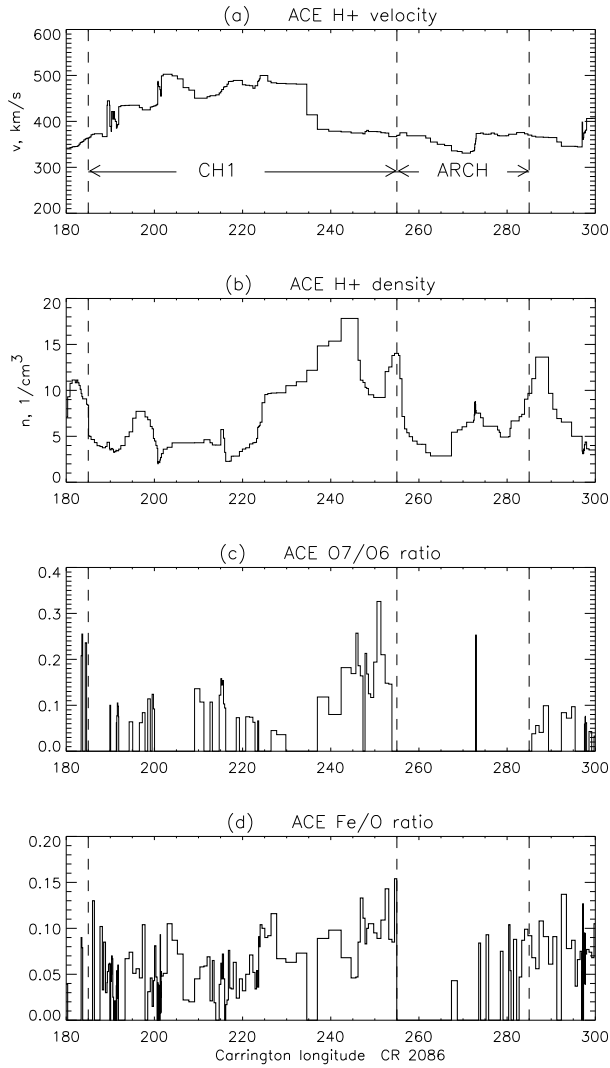 (a) ACE H+ velocity
600
500
400
300
200
v, km/s
CH1
ARCH
180 200 220 240 260 280 300
(b) ACE H+ density
20
15
10
5
0
n, 1/cm³
180 200 220 240 260 280 300
(c) ACE O7/O6 ratio
0.4
0.3
0.2
0.1
0.0
180 200 220 240 260 280 300
(d) ACE Fe/O ratio
0.20
0.15
0.10
0.05
0.00
180 200 220 240 260 280 300
Carrington longitude CR 2086